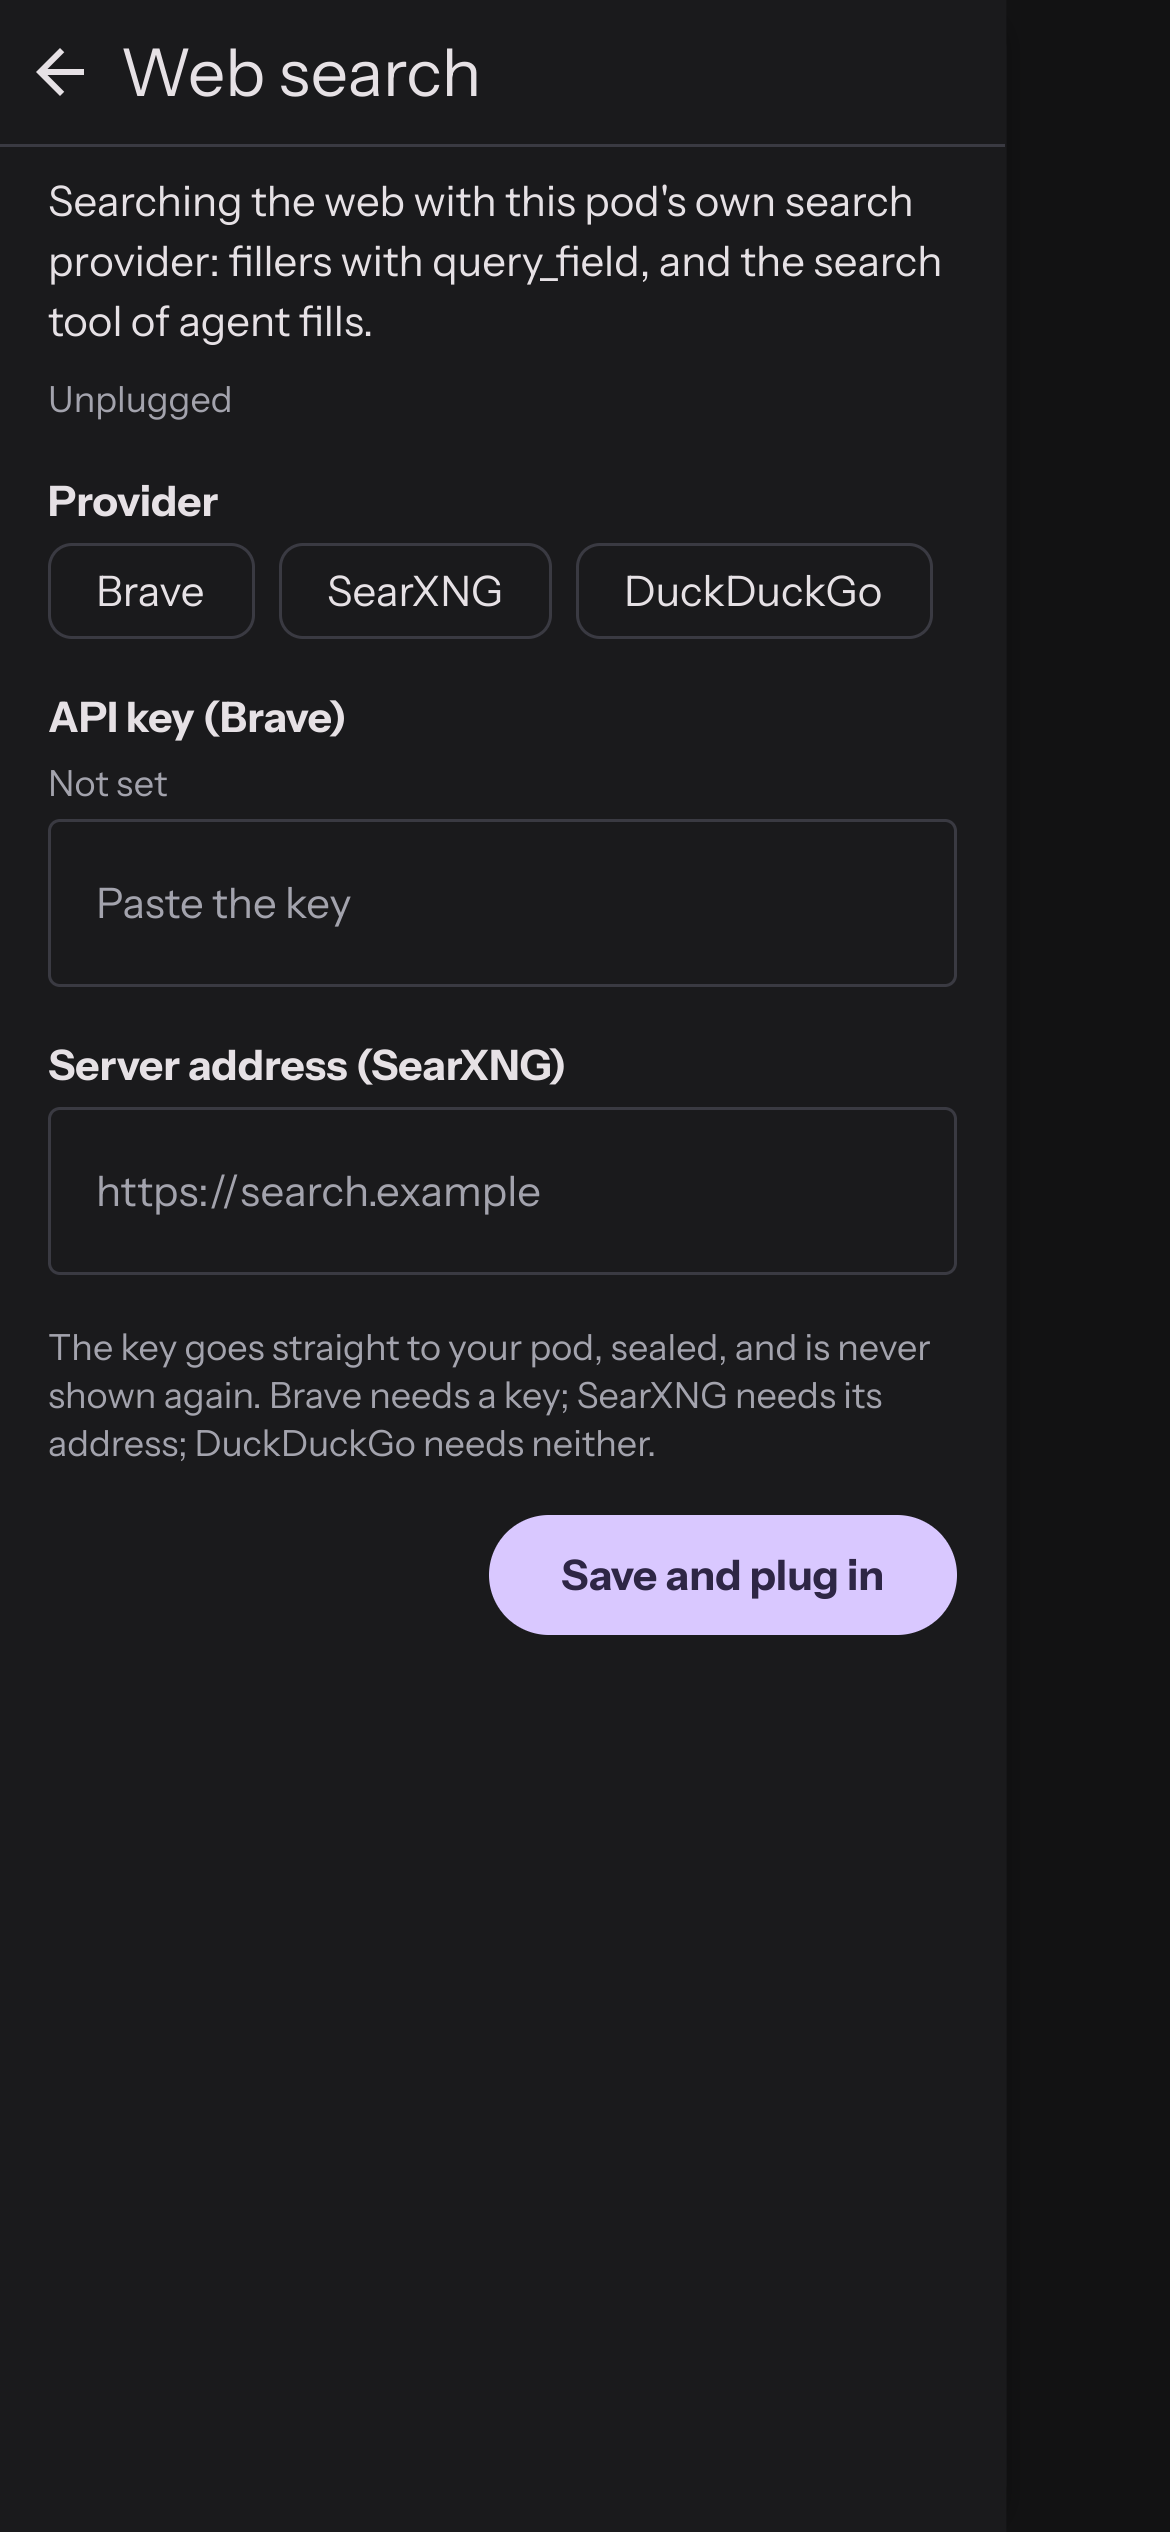 Web search
Searching the web with this pod's own search
provider: fillers with query_field, and the search
tool of agent fills.
Unplugged
Provider
Brave
SearXNG
DuckDuckGo
API key (Brave)
Not set
Paste the key
Server address (SearXNG)
https://search.example
The key goes straight to your pod, sealed, and is never
shown again. Brave needs a key; SearXNG needs its
address; DuckDuckGo needs neither.
Save and plug in